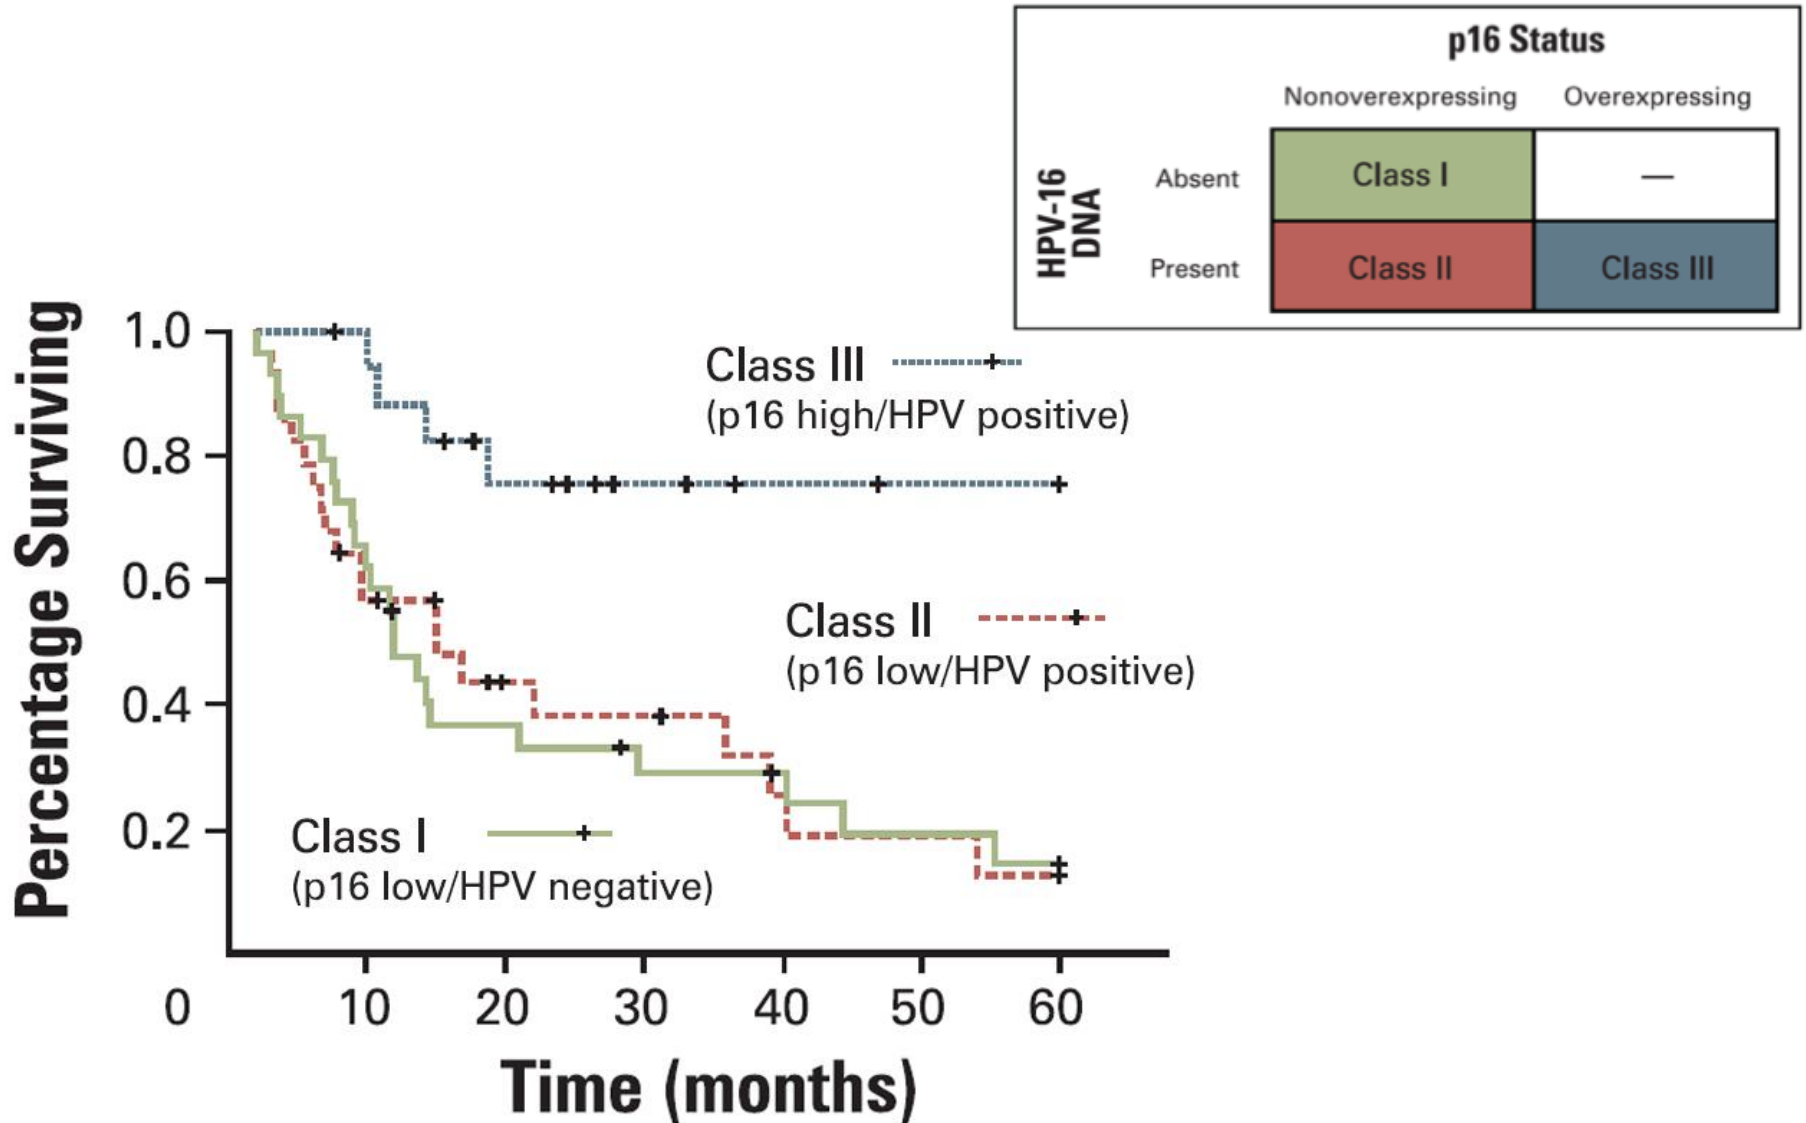 p16 Status
Nonoverexpressing Overexpressing
HPV-16
DNA
Absent Class I —
Present Class II Class III
Percentage Surviving
1.0
0.8
0.6
0.4
0.2
Class III
(p16 high/HPV positive)
Class II
(p16 low/HPV positive)
Class I
(p16 low/HPV negative)
0 10 20 30 40 50 60
Time (months)